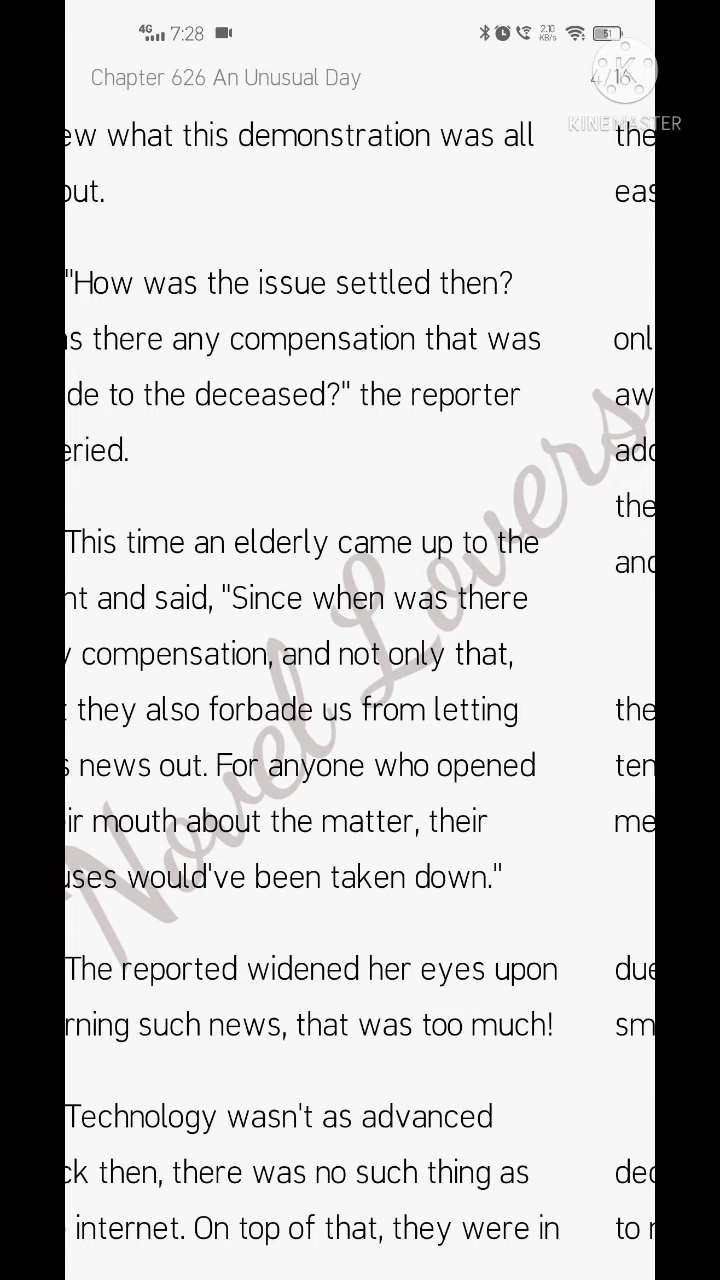 4G 7:28 2.10 KB/s 51
Chapter 626 An Unusual Day 4/16
KINEMASTER
ew what this demonstration was all
out.
"How was the issue settled then?
as there any compensation that was
de to the deceased?" the reporter
eried.
This time an elderly came up to the
nt and said, "Since when was there
y compensation, and not only that,
t they also forbade us from letting
s news out. For anyone who opened
eir mouth about the matter, their
uses would've been taken down."
The reported widened her eyes upon
rning such news, that was too much!
Technology wasn't as advanced
ck then, there was no such thing as
e internet. On top of that, they were in
the
eas
onl
aw
add
the
and
the
ten
me
due
sm
dec
to r
Novel Lovers